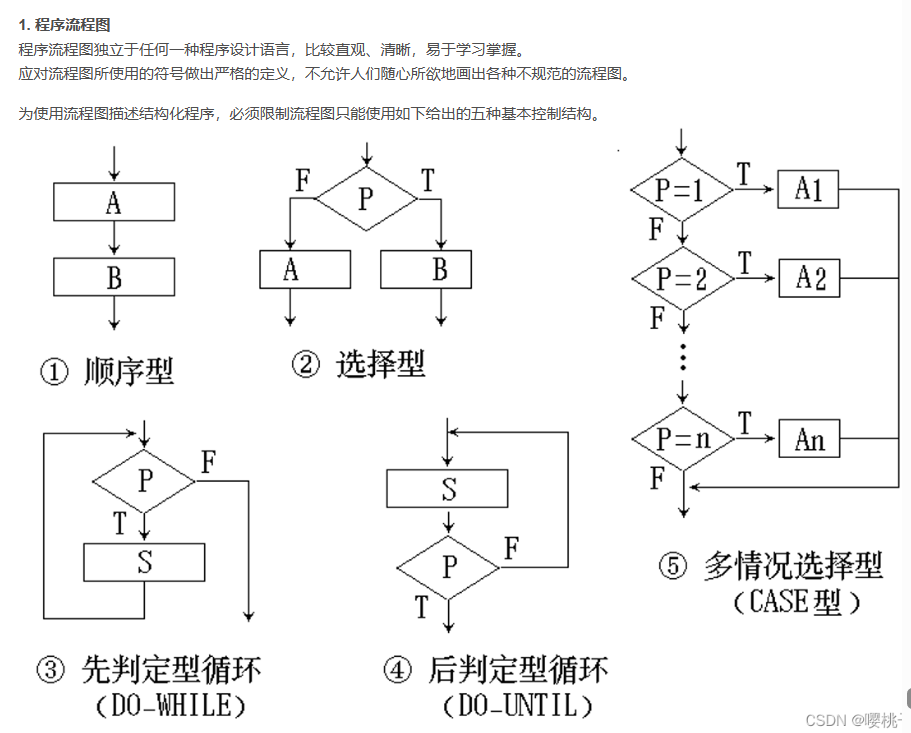 1. 程序流程图
程序流程图独立于任何一种程序设计语言，比较直观、清晰，易于学习掌握。
应对流程图所使用的符号做出严格的定义，不允许人们随心所欲地画出各种不规范的流程图。
为使用流程图描述结构化程序，必须限制流程图只能使用如下给出的五种基本控制结构。
A
B
① 顺序型
F
P
T
A
B
② 选择型
P=1
T
A1
F
P=2
T
A2
F
P=n
T
An
F
⑤ 多情况选择型
（CASE型）
P
F
T
S
③ 先判定型循环
（DO-WHILE）
S
P
F
T
④ 后判定型循环
（DO-UNTIL）
CSDN @嘤桃